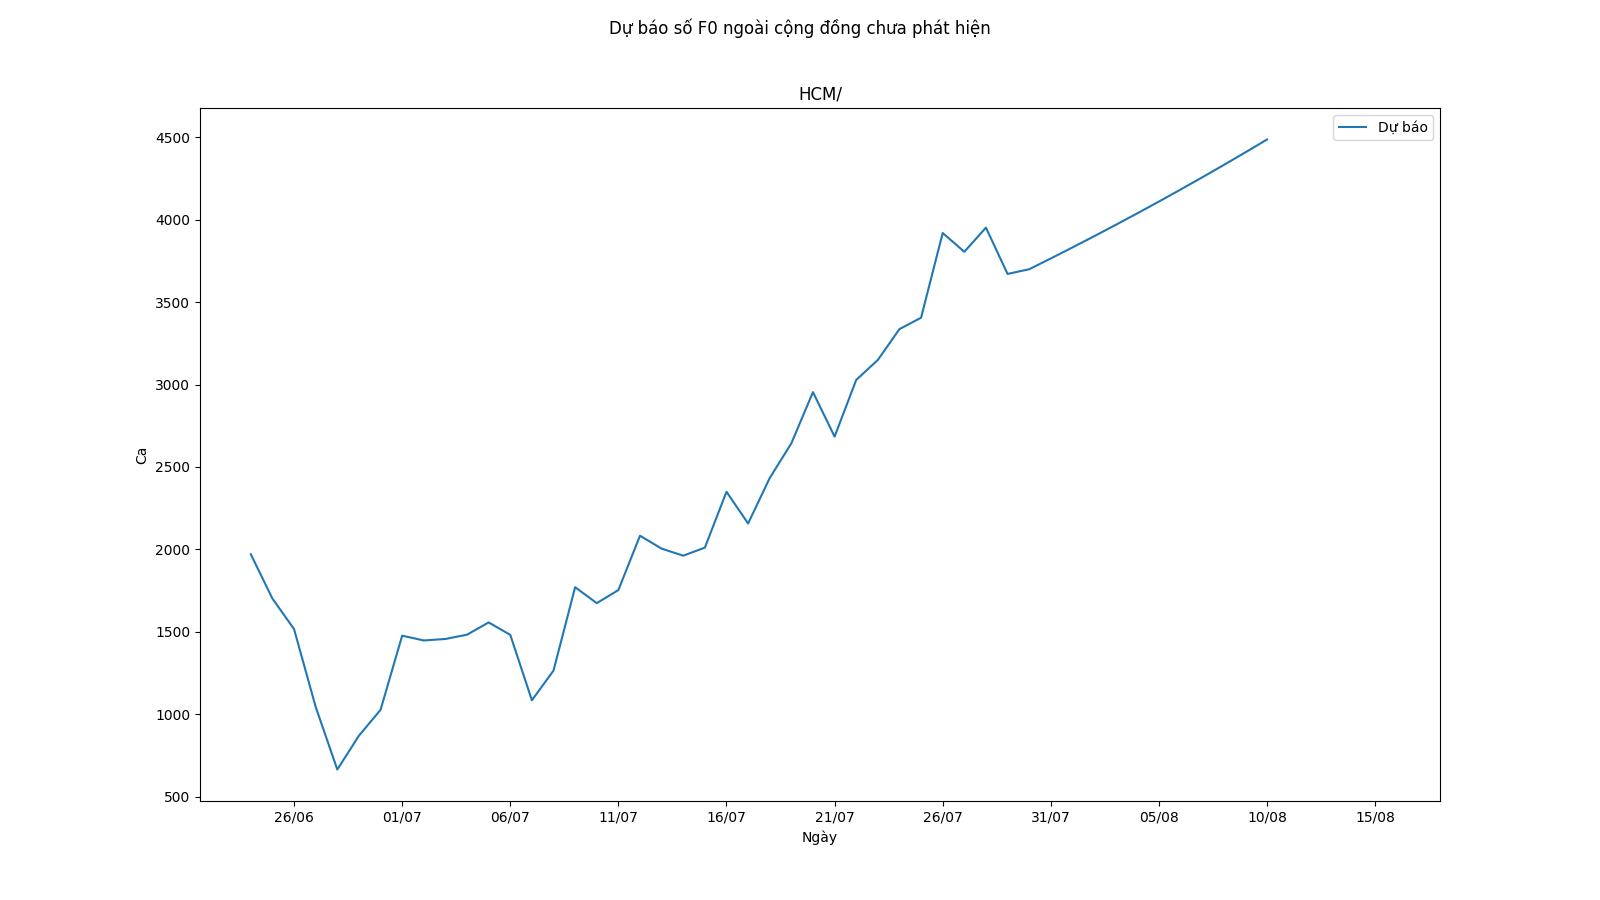 Dự báo số F0 ngoài cộng đồng chưa phát hiện
HCM/
Dự báo
4500
4000
3500
3000
2500
2000
1500
1000
500
Ca
26/06 01/07 06/07 11/07 16/07 21/07 26/07 31/07 05/08 10/08 15/08
Ngày